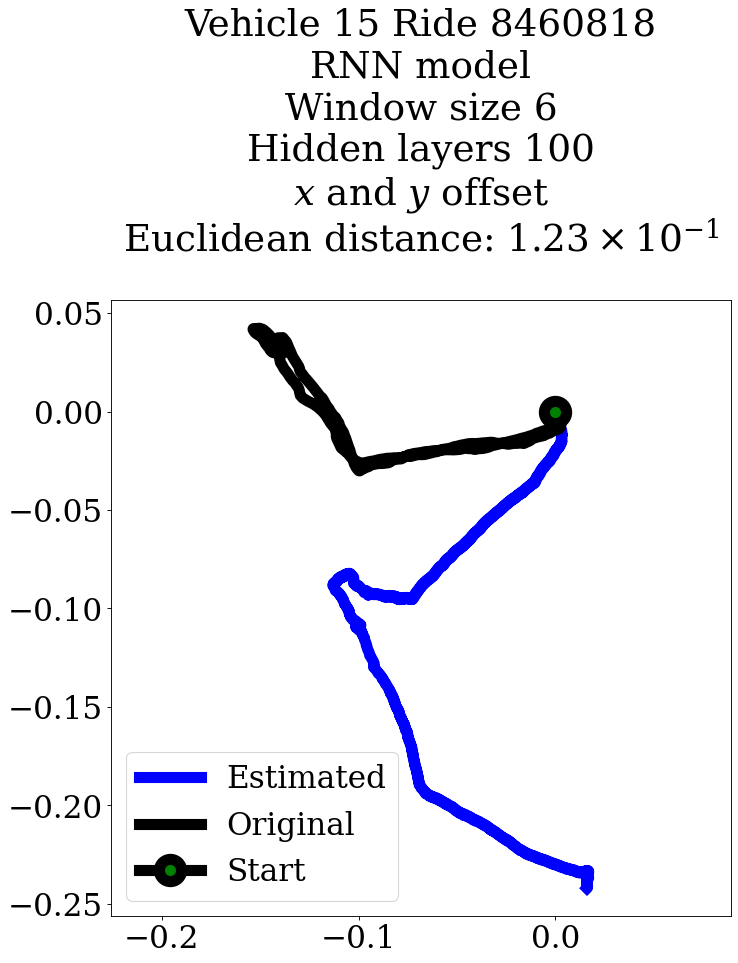 Vehicle 15 Ride 8460818
RNN model
Window size 6
Hidden layers 100
x and y offset
Euclidean distance: 1.23 × 10⁻¹
0.05
0.00
−0.05
−0.10
−0.15
−0.20
−0.25
Estimated
Original
Start
−0.2 −0.1 0.0